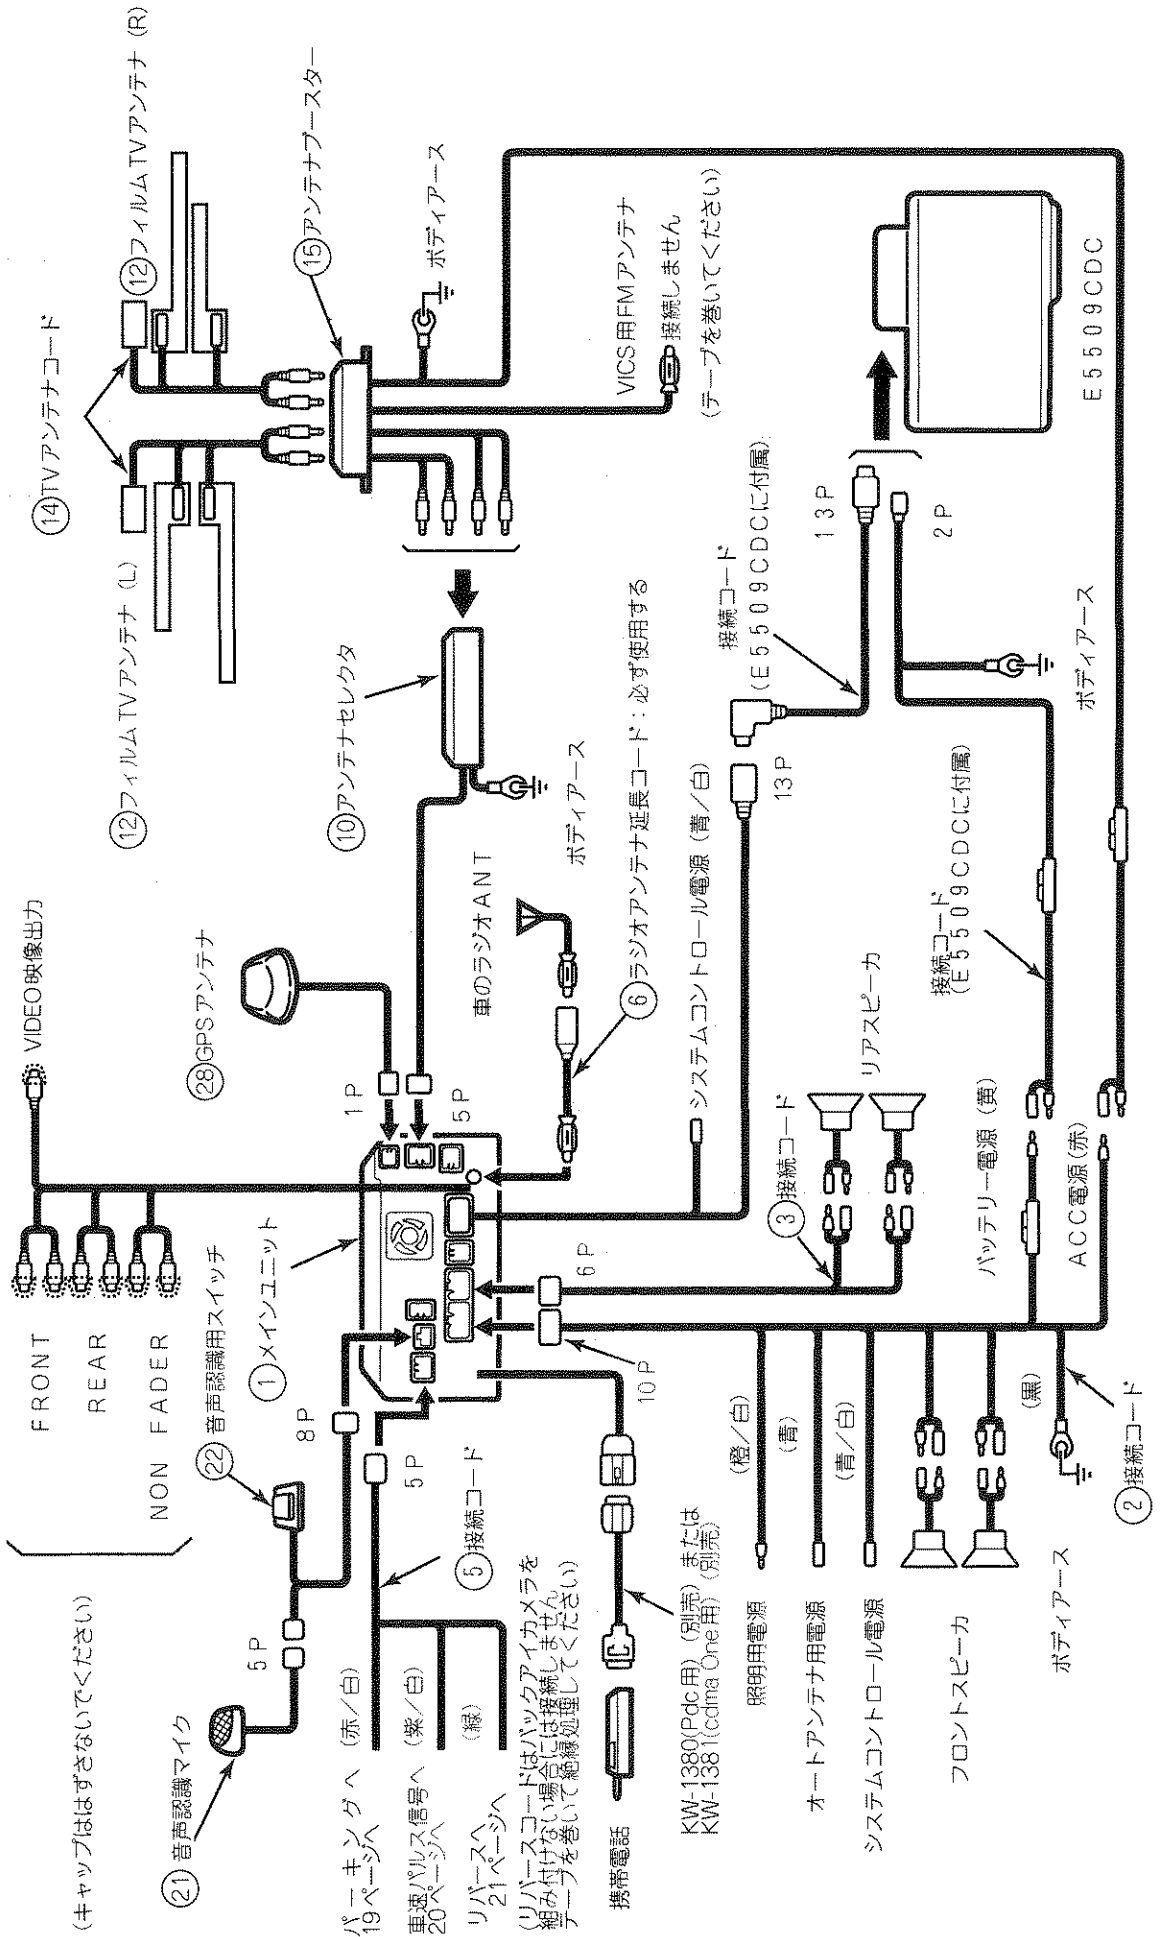 (キャップははずさないでください)
FRONT
REAR
NON FADER
VIDEO映像出力
㉑音声認識マイク
5P
㉒音声認識用スイッチ
8P
①メインユニット
㉘GPSアンテナ
1P
5P
⑫フィルムTVアンテナ(L)
⑭TVアンテナコード
⑫フィルムTVアンテナ(R)
⑮アンテナブースター
ボディアース
⑩アンテナセレクタ
ボディアース
VICS用FMアンテナ
接続しません
(テープを巻いてください)
車のラジオANT
⑥ラジオアンテナ延長コード:必ず使用する
パーキングへ
19ページへ
(赤/白)
車速パルス信号へ
20ページへ
(紫/白)
リバースへ
21ページへ
(緑)
(リバースコードはバックアイカメラを
組み付けない場合には接続しません
テープを巻いて絶縁処理してください)
5P
⑤接続コード
携帯電話
KW-1380(Pdc用)(別売)または
KW-1381(cdma One用)(別売)
10P
6P
システムコントロール電源(青/白)
13P
接続コード
(E5509CDCに付属)
13P
2P
E5509CDC
③接続コード
リアスピーカ
接続コード
(E5509CDCに付属)
ボディアース
照明用電源
(橙/白)
オートアンテナ用電源
(青)
システムコントロール電源
(青/白)
フロントスピーカ
バッテリー電源(黄)
ACC電源(赤)
ボディアース
(黒)
②接続コード